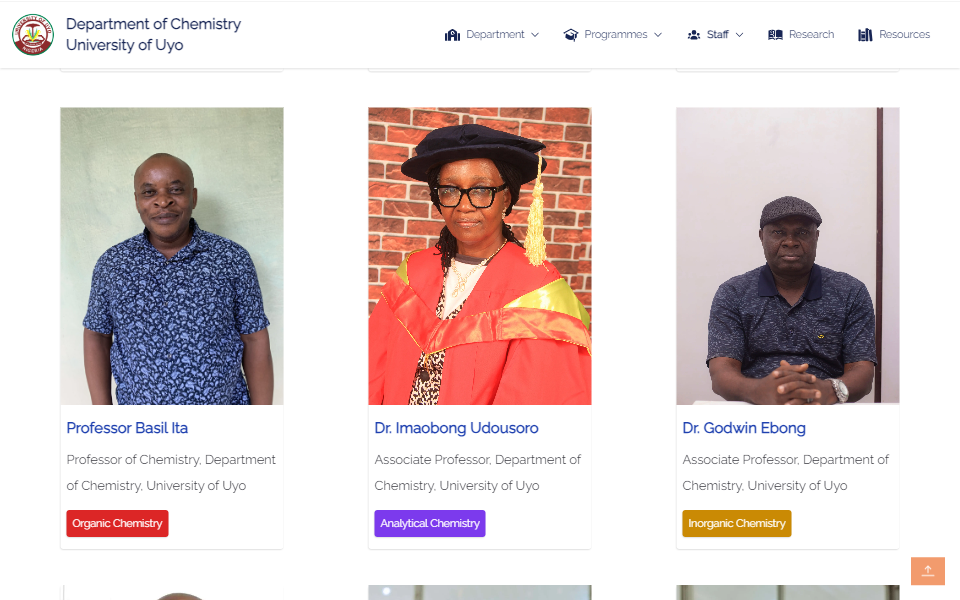 Department of Chemistry
University of Uyo
Department
Programmes
Staff
Research
Resources
Professor Basil Ita
Professor of Chemistry, Department
of Chemistry, University of Uyo
Organic Chemistry
Dr. Imaobong Udousoro
Associate Professor, Department of
Chemistry, University of Uyo
Analytical Chemistry
Dr. Godwin Ebong
Associate Professor, Department of
Chemistry, University of Uyo
Inorganic Chemistry